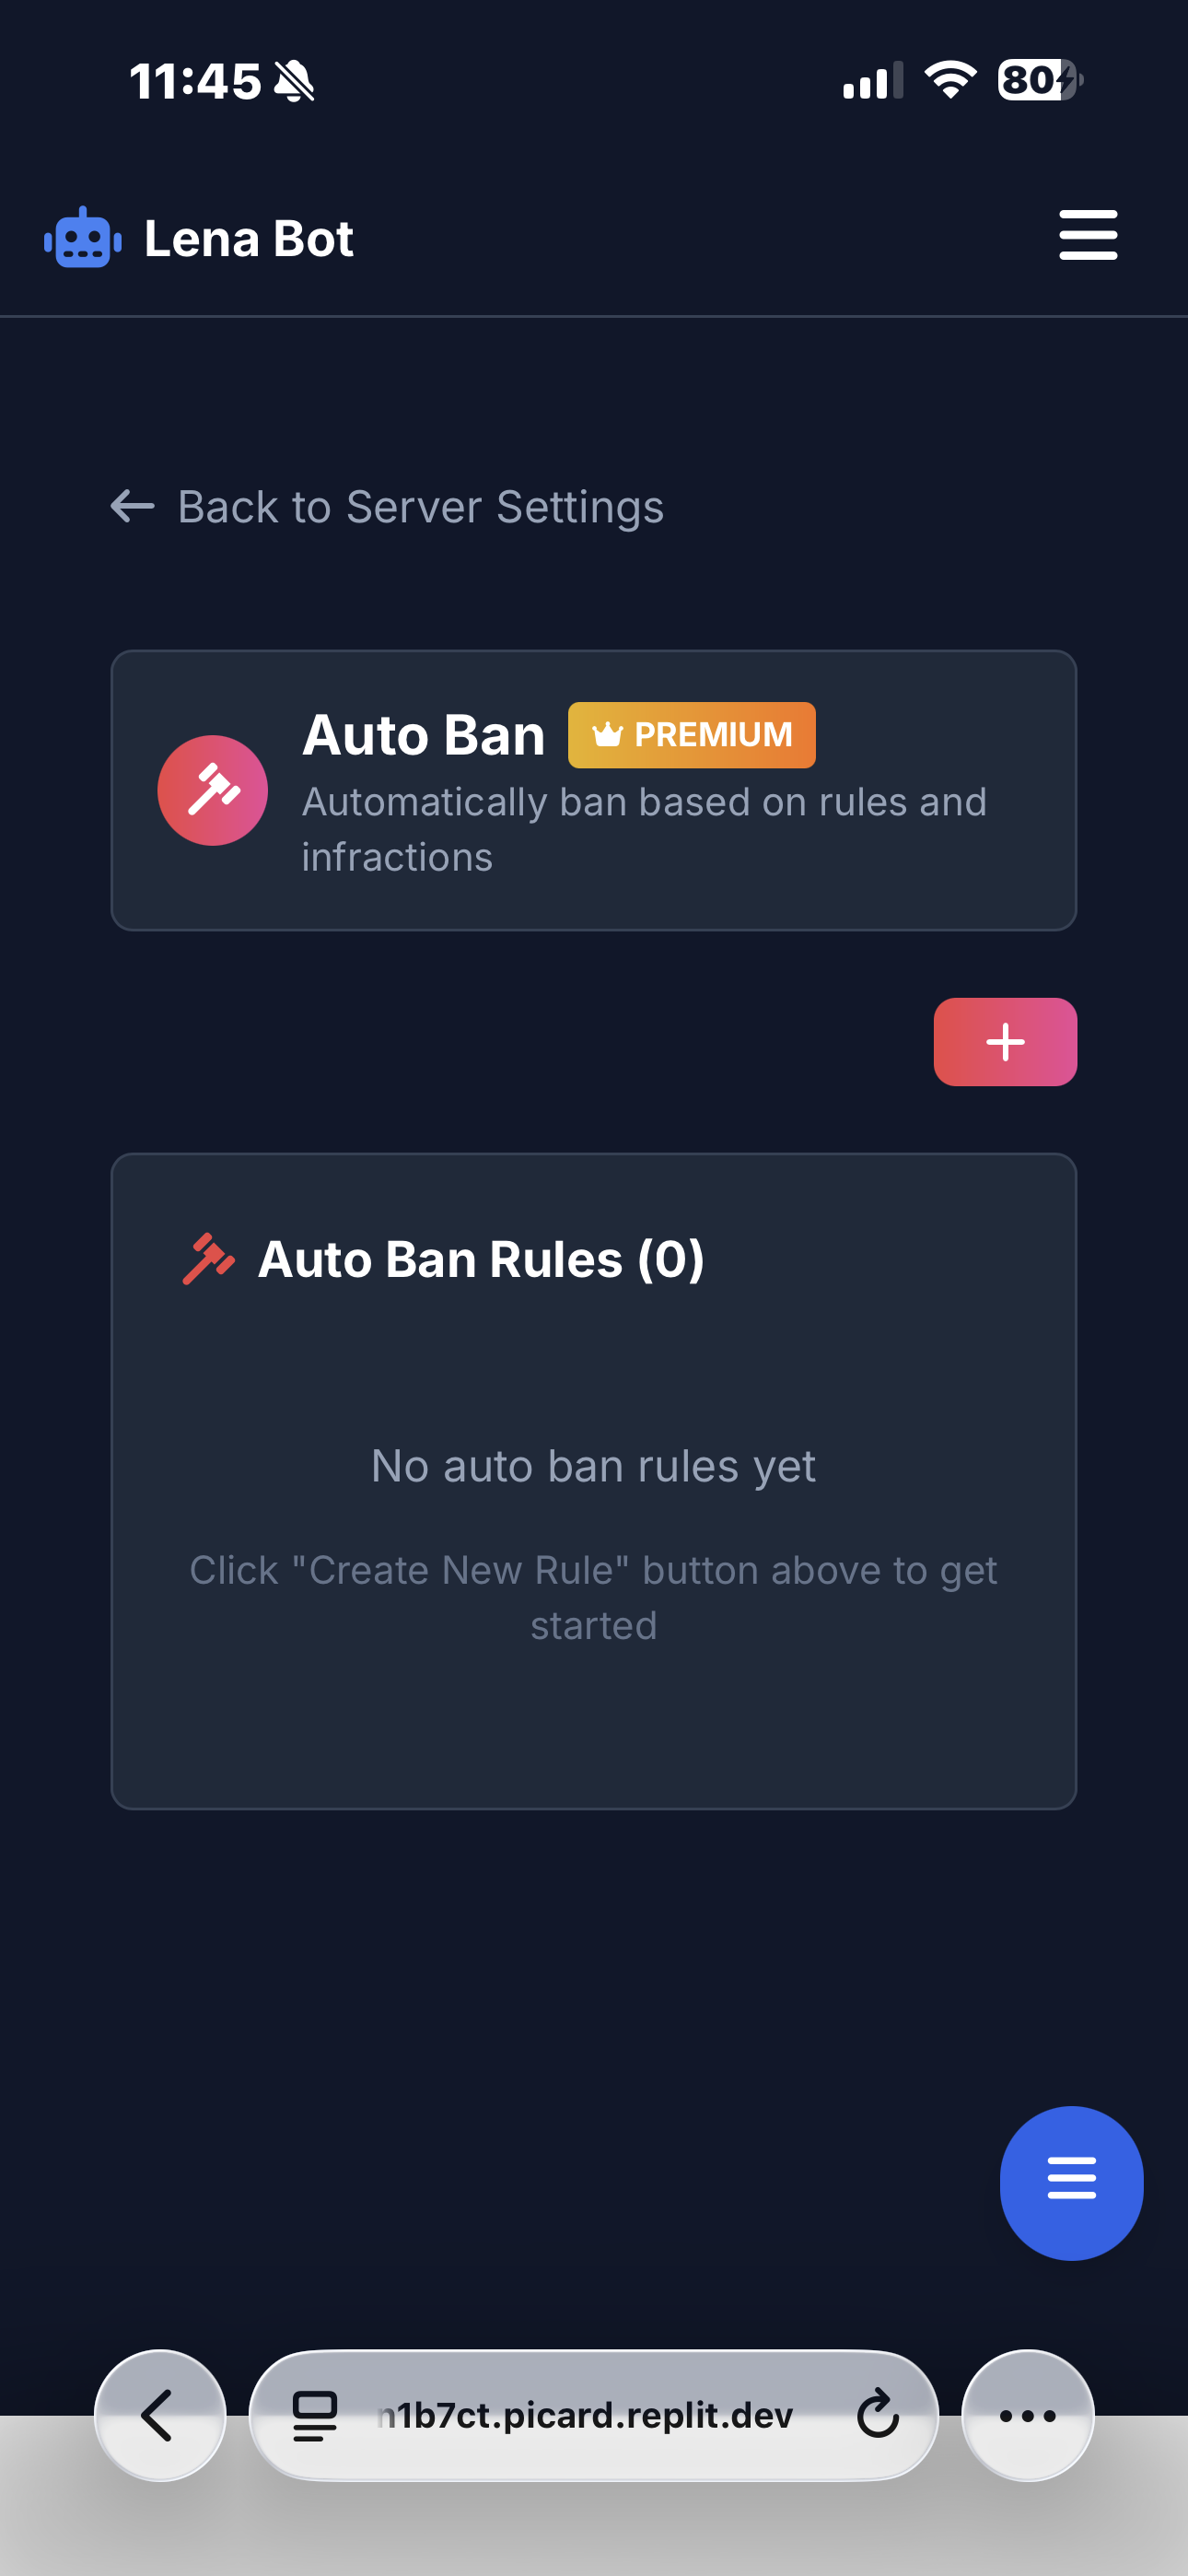 11:45
80
Lena Bot
Back to Server Settings
Auto Ban
PREMIUM
Automatically ban based on rules and
infractions
Auto Ban Rules (0)
No auto ban rules yet
Click "Create New Rule" button above to get
started
n1b7ct.picard.replit.dev